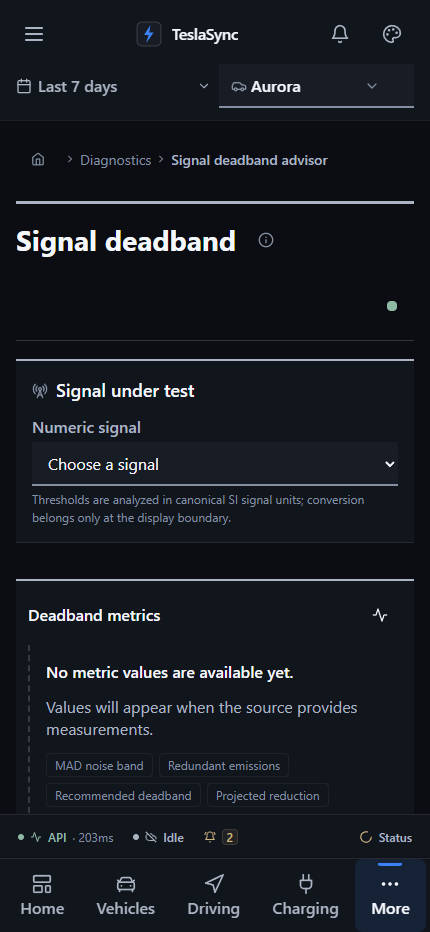 TeslaSync
Last 7 days
Aurora
Diagnostics
Signal deadband advisor
Signal deadband
Signal under test
Numeric signal
Choose a signal
Thresholds are analyzed in canonical SI signal units; conversion
belongs only at the display boundary.
Deadband metrics
No metric values are available yet.
Values will appear when the source provides
measurements.
MAD noise band
Redundant emissions
Recommended deadband
Projected reduction
API · 203ms
Idle
2
Status
Home
Vehicles
Driving
Charging
More